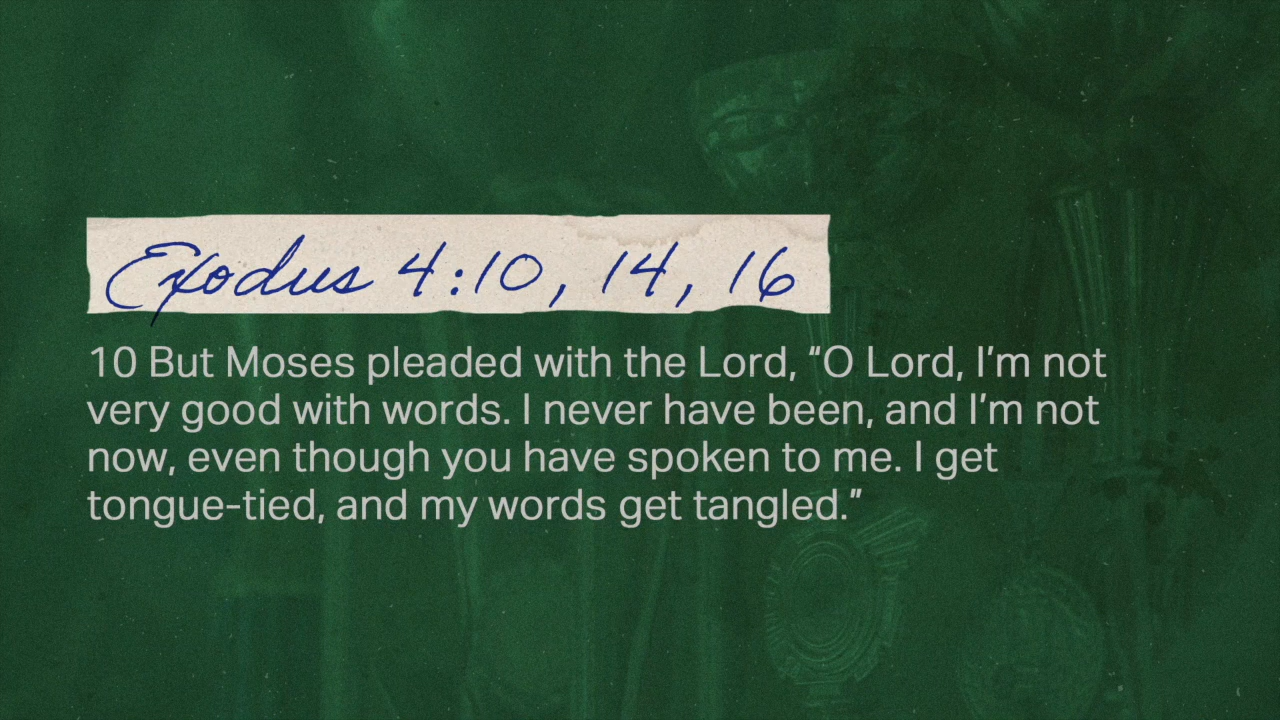 Exodus 4:10, 14, 16
10 But Moses pleaded with the Lord, “O Lord, I’m not
very good with words. I never have been, and I’m not
now, even though you have spoken to me. I get
tongue-tied, and my words get tangled.”